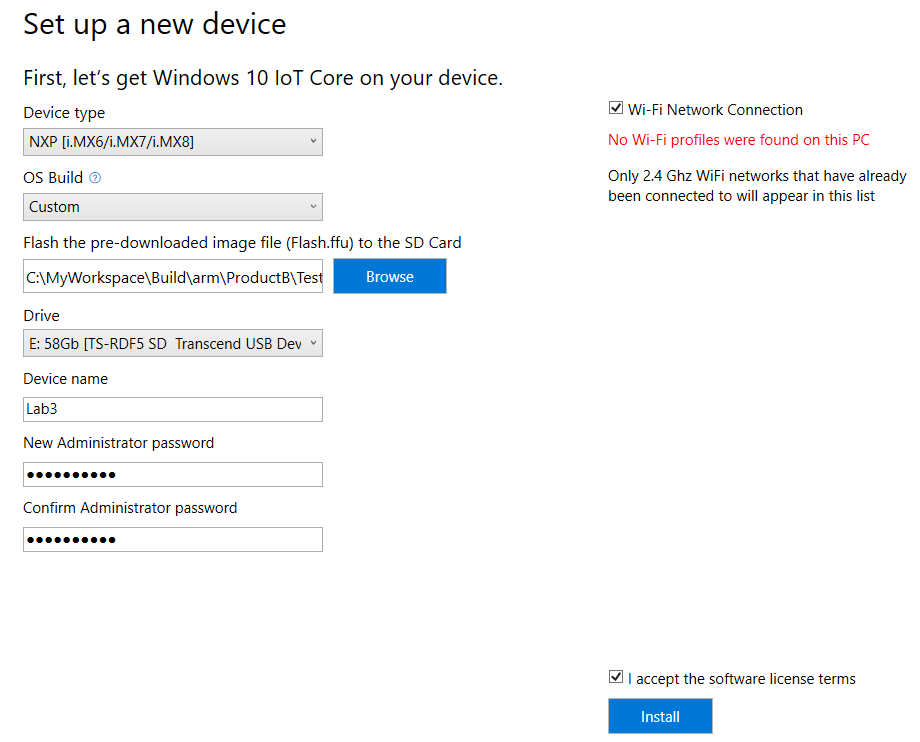 Set up a new device
First, let's get Windows 10 IoT Core on your device.
Device type
NXP [i.MX6/i.MX7/i.MX8]
OS Build ?
Custom
Flash the pre-downloaded image file (Flash.ffu) to the SD Card
C:\MyWorkspace\Build\arm\ProductB\Test
Browse
Drive
E: 58Gb [TS-RDF5 SD Transcend USB Dev
Device name
Lab3
New Administrator password
●●●●●●●●●●
Confirm Administrator password
●●●●●●●●●●
Wi-Fi Network Connection
No Wi-Fi profiles were found on this PC
Only 2.4 Ghz WiFi networks that have already
been connected to will appear in this list
I accept the software license terms
Install